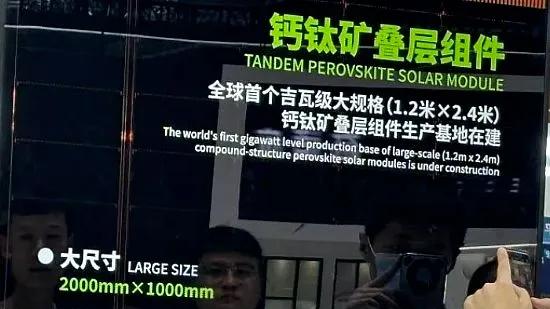 钙钛矿叠层组件
TANDEM PEROVSKITE SOLAR MODULE
全球首个吉瓦级大规格(1.2米×2.4米)
钙钛矿叠层组件生产基地在建
The world's first gigawatt level production base of large-scale (1.2m x 2.4m)
compound-structure perovskite solar modules is under construction
大尺寸 LARGE SIZE
2000mm×1000mm